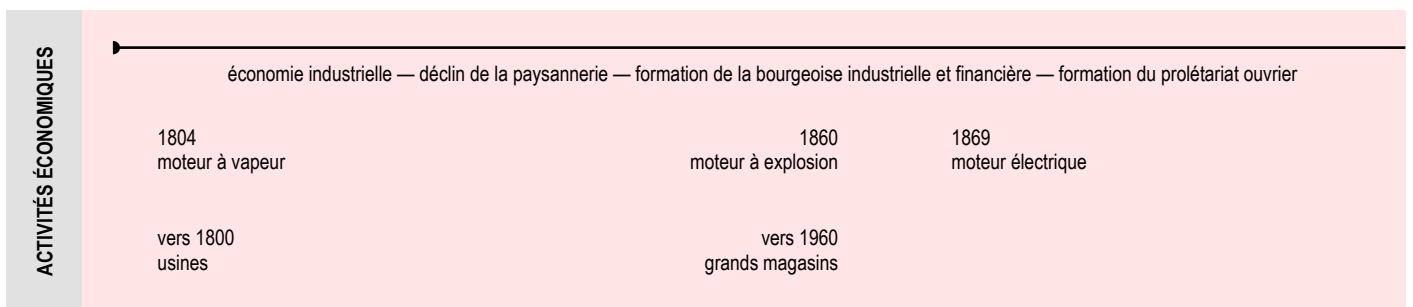 ACTIVITÉS ÉCONOMIQUES
économie industrielle — déclin de la paysannerie — formation de la bourgeoise industrielle et financière — formation du prolétariat ouvrier
1804
moteur à vapeur
1860
moteur à explosion
1869
moteur électrique
vers 1800
usines
vers 1960
grands magasins